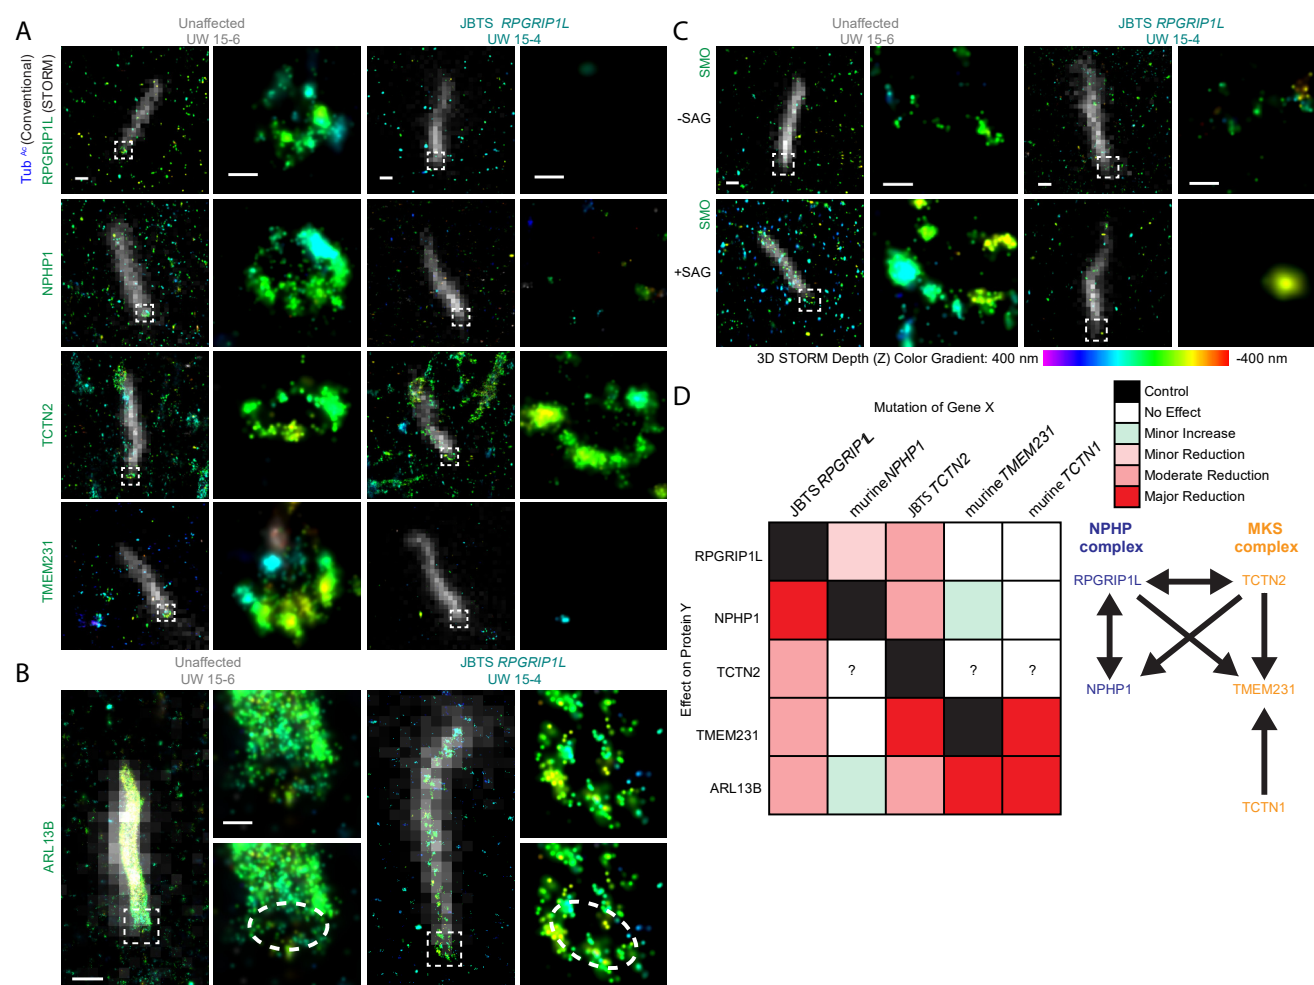 A
Unaffected
UW 15-6
JBTS RPGRIP1L
UW 15-4
Tub Ac (Conventional)
RPGRIP1L (STORM)
NPHP1
TCTN2
TMEM231
B
Unaffected
UW 15-6
JBTS RPGRIP1L
UW 15-4
ARL13B
C
Unaffected
UW 15-6
JBTS RPGRIP1L
UW 15-4
SMO
-SAG
SMO
+SAG
3D STORM Depth (Z) Color Gradient: 400 nm
-400 nm
D
Mutation of Gene X
Control
No Effect
Minor Increase
Minor Reduction
Moderate Reduction
Major Reduction
JBTS RPGRIP1L
murine NPHP1
JBTS TCTN2
murine TMEM231
murine TCTN1
Effect on Protein Y
RPGRIP1L
NPHP1
TCTN2
? ? ?
TMEM231
ARL13B
NPHP
complex
MKS
complex
RPGRIP1L
TCTN2
NPHP1
TMEM231
TCTN1